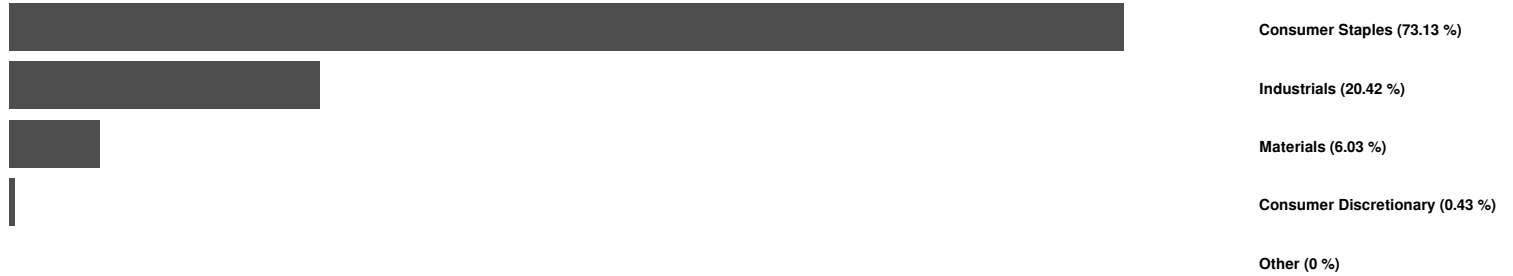 Consumer Staples (73.13 %)
Industrials (20.42 %)
Materials (6.03 %)
Consumer Discretionary (0.43 %)
Other (0 %)